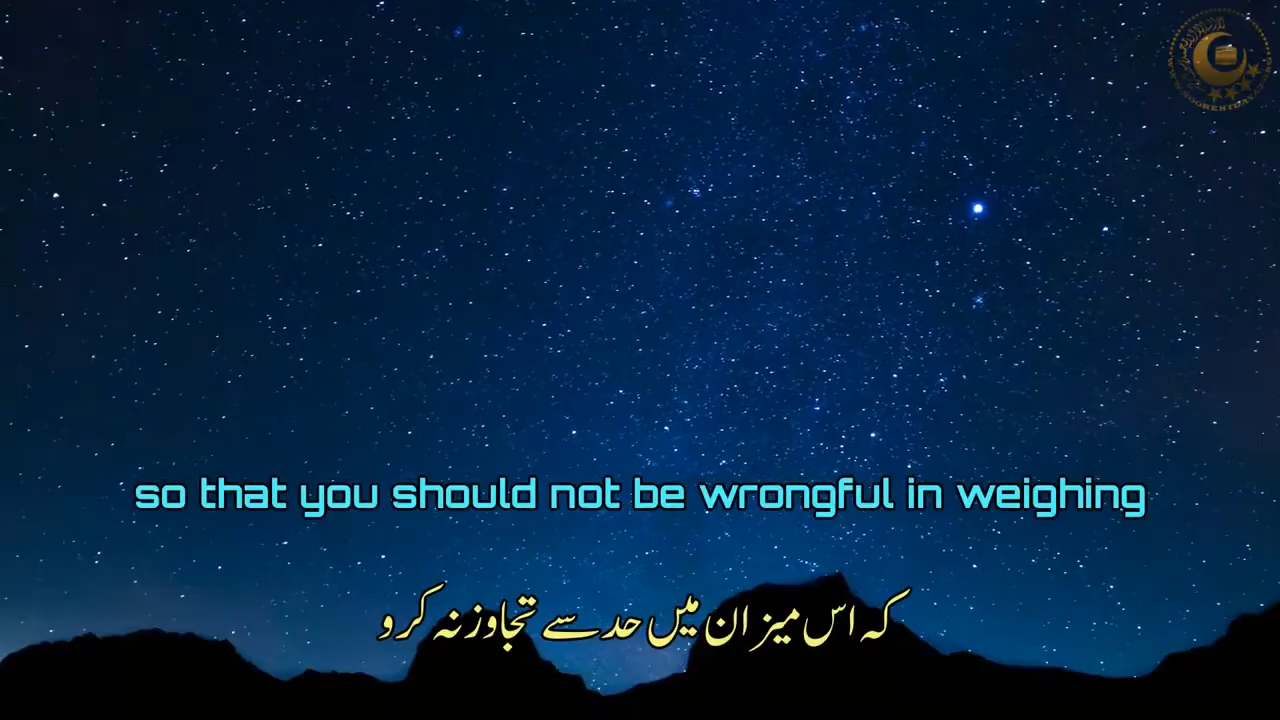 so that you should not be wrongful in weighing
کہ اس میزان میں حد سے تجاوز نہ کرو